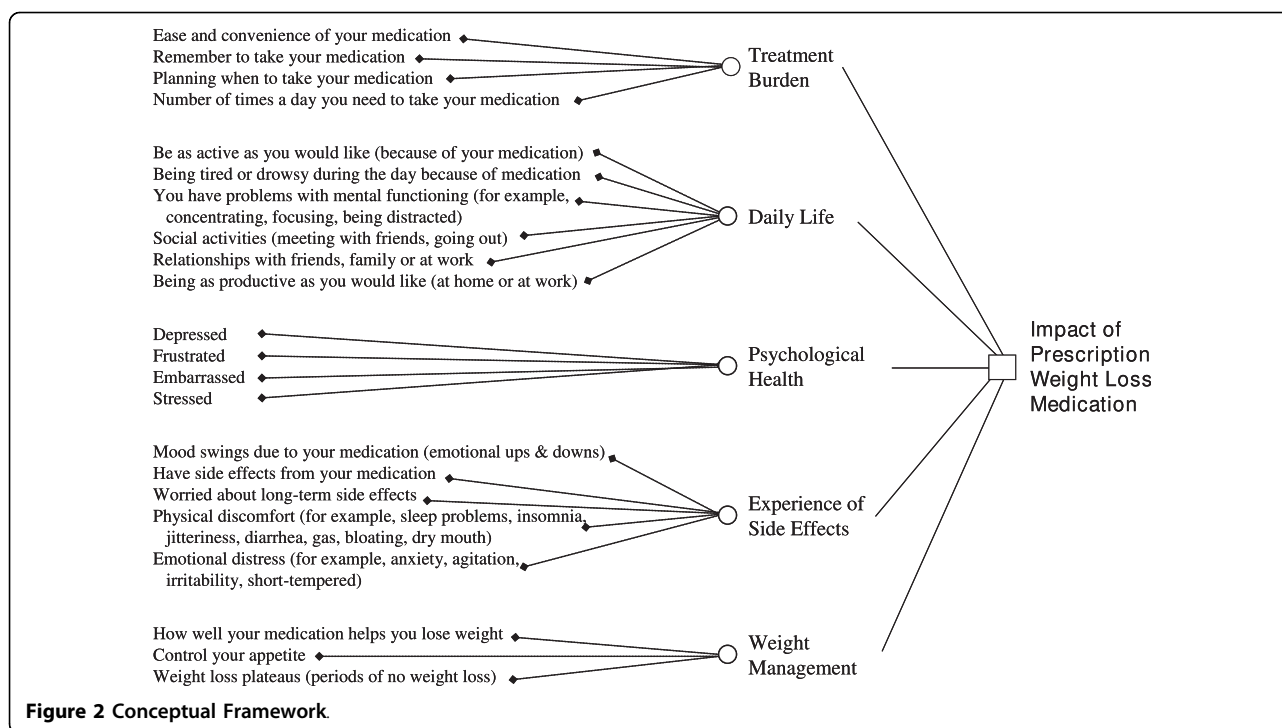 Ease and convenience of your medication
Remember to take your medication
Planning when to take your medication
Number of times a day you need to take your medication
Treatment
Burden
Be as active as you would like (because of your medication)
Being tired or drowsy during the day because of medication
You have problems with mental functioning (for example,
concentrating, focusing, being distracted)
Social activities (meeting with friends, going out)
Relationships with friends, family or at work
Being as productive as you would like (at home or at work)
Daily Life
Depressed
Frustrated
Embarrassed
Stressed
Psychological
Health
Mood swings due to your medication (emotional ups & downs)
Have side effects from your medication
Worried about long-term side effects
Physical discomfort (for example, sleep problems, insomnia,
jitteriness, diarrhea, gas, bloating, dry mouth)
Emotional distress (for example, anxiety, agitation,
irritability, short-tempered)
Experience of
Side Effects
How well your medication helps you lose weight
Control your appetite
Weight loss plateaus (periods of no weight loss)
Weight
Management
Impact of
Prescription
Weight Loss
Medication
Figure 2 Conceptual Framework.